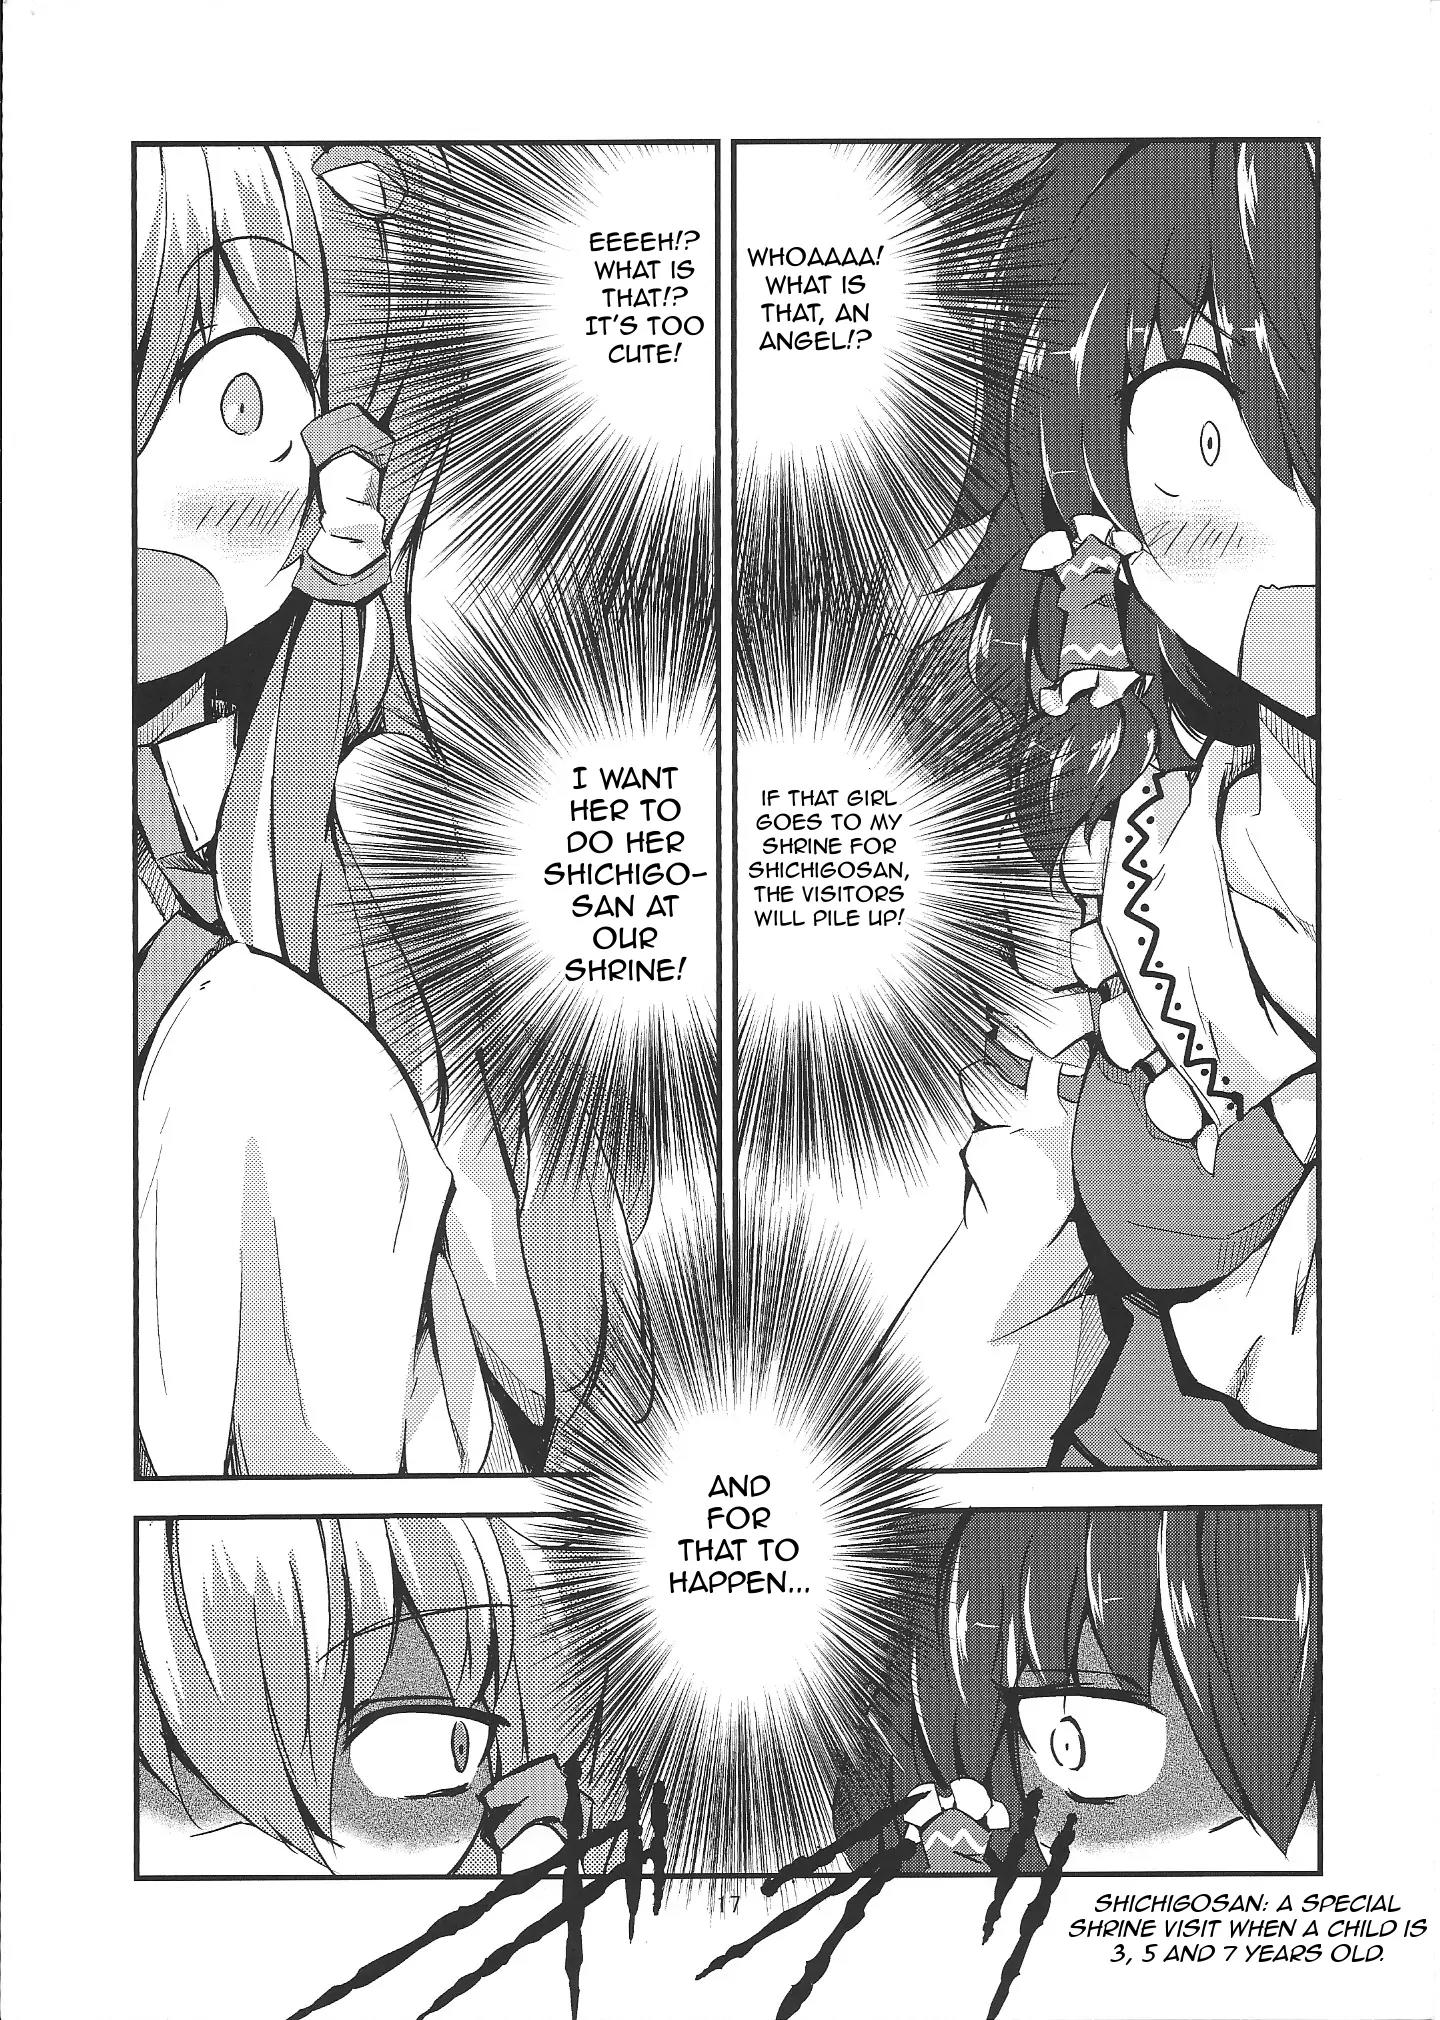 WHOAAAA!
WHAT IS
THAT, AN
ANGEL!?
IF THAT GIRL
GOES TO MY
SHRINE FOR
SHICHIGOSAN,
THE VISITORS
WILL PILE UP!
EEEEH!?
WHAT IS
THAT!?
IT'S TOO
CUTE!
I WANT
HER TO
DO HER
SHICHIGO-
SAN AT
OUR
SHRINE!
AND
FOR
THAT TO
HAPPEN...
17
SHICHIGOSAN: A SPECIAL
SHRINE VISIT WHEN A CHILD IS
3, 5 AND 7 YEARS OLD.